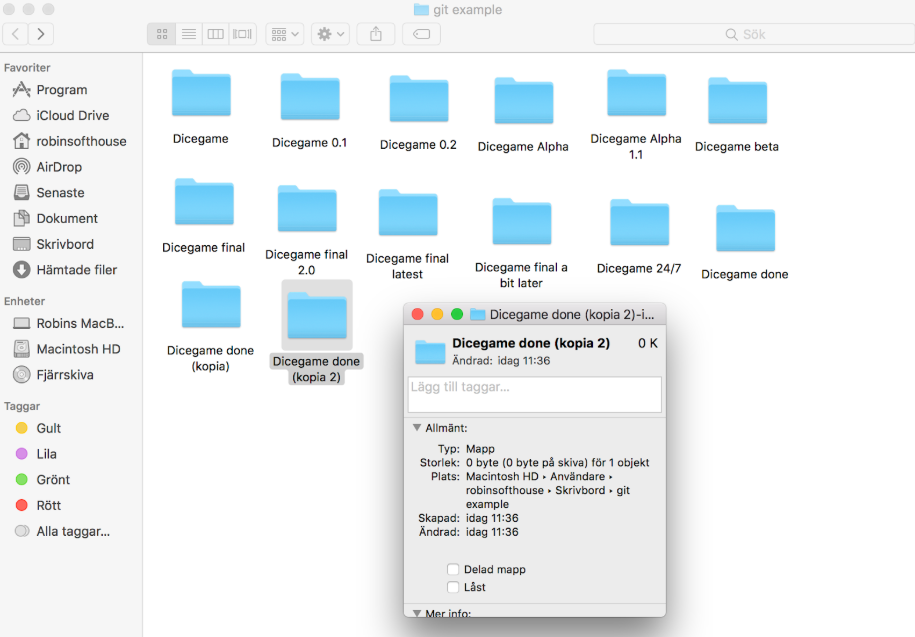 git example
Sök
Favoriter
Program
iCloud Drive
robinsofthouse
AirDrop
Senaste
Dokument
Skrivbord
Hämtade filer
Enheter
Robins MacB...
Macintosh HD
Fjärrskiva
Taggar
Gult
Lila
Grönt
Rött
Alla taggar...
Dicegame
Dicegame 0.1
Dicegame 0.2
Dicegame Alpha
Dicegame Alpha
1.1
Dicegame beta
Dicegame final
Dicegame final
2.0
Dicegame final
latest
Dicegame final a
bit later
Dicegame 24/7
Dicegame done
Dicegame done
(kopia)
Dicegame done
(kopia 2)
Dicegame done (kopia 2)-i...
Dicegame done (kopia 2) 0 K
Ändrad: idag 11:36
Lägg till taggar...
Allmänt:
Typ: Mapp
Storlek: 0 byte (0 byte på skiva) för 1 objekt
Plats: Macintosh HD ▸ Användare ▸
robinsofthouse ▸ Skrivbord ▸ git
example
Skapad: idag 11:36
Ändrad: idag 11:36
Delad mapp
Låst
Mer info: